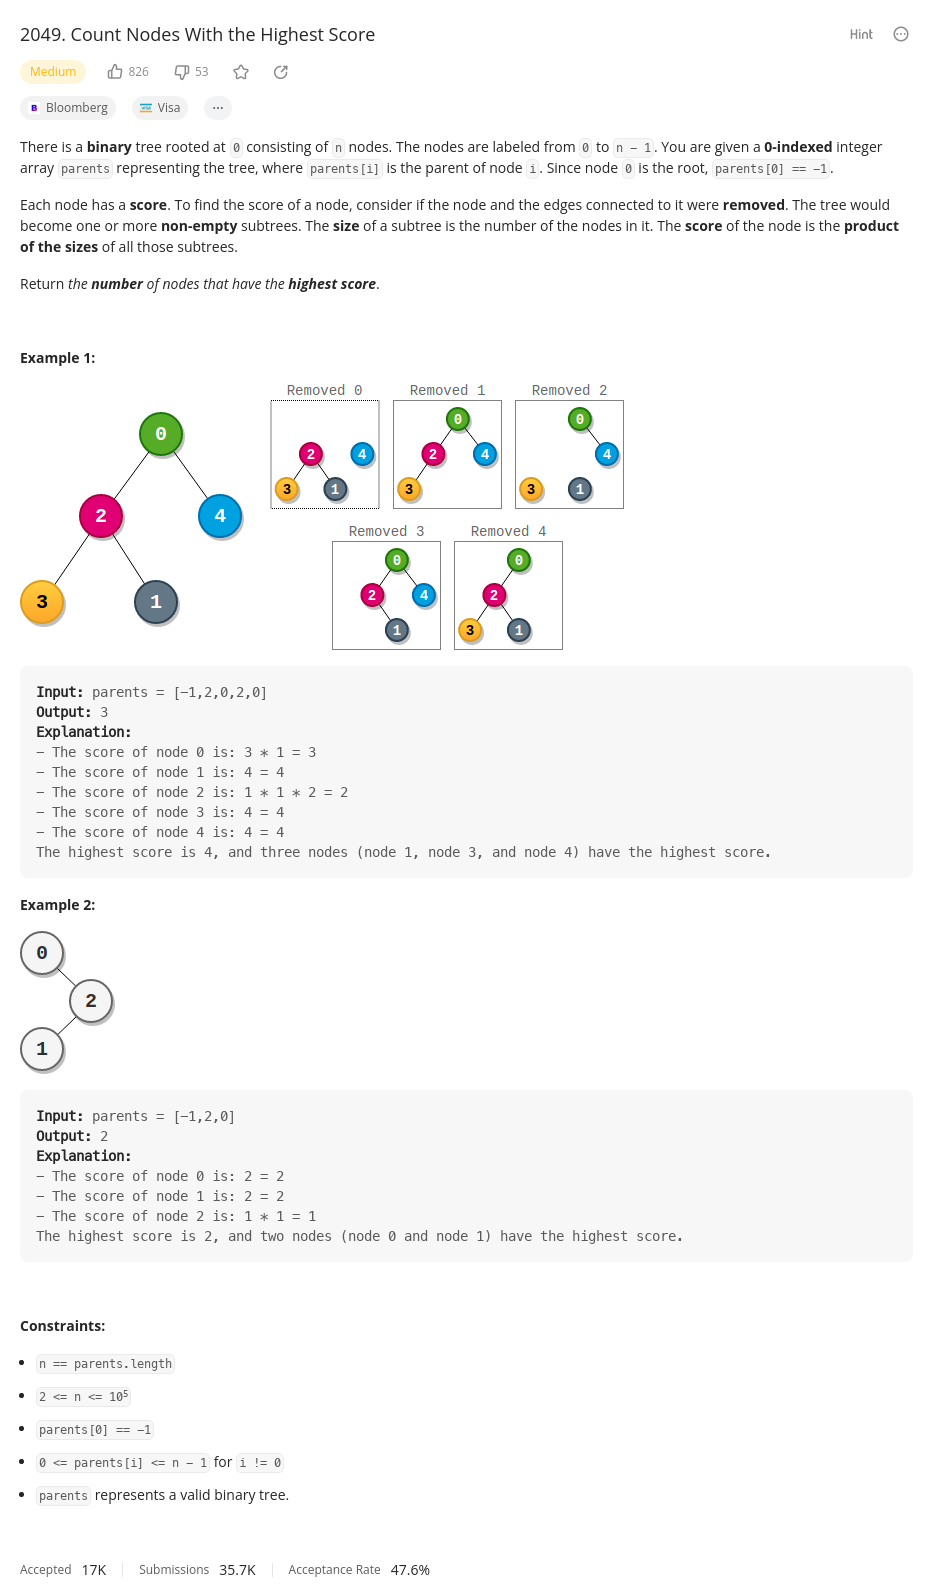 2049. Count Nodes With the Highest Score
Hint
Medium 826 53
Bloomberg VISA Visa ...
There is a binary tree rooted at 0 consisting of n nodes. The nodes are labeled from 0 to n - 1. You are given a 0-indexed integer
array parents representing the tree, where parents[i] is the parent of node i. Since node 0 is the root, parents[0] == -1.
Each node has a score. To find the score of a node, consider if the node and the edges connected to it were removed. The tree would
become one or more non-empty subtrees. The size of a subtree is the number of the nodes in it. The score of the node is the product
of the sizes of all those subtrees.
Return the number of nodes that have the highest score.
Example 1:
0
2 4
3 1
Removed 0
2 4
3 1
Removed 1
0
2 4
3
Removed 2
0
4
3 1
Removed 3
0
2 4
1
Removed 4
0
2
3 1
Input: parents = [-1,2,0,2,0]
Output: 3
Explanation:
- The score of node 0 is: 3 * 1 = 3
- The score of node 1 is: 4 = 4
- The score of node 2 is: 1 * 1 * 2 = 2
- The score of node 3 is: 4 = 4
- The score of node 4 is: 4 = 4
The highest score is 4, and three nodes (node 1, node 3, and node 4) have the highest score.
Example 2:
0
2
1
Input: parents = [-1,2,0]
Output: 2
Explanation:
- The score of node 0 is: 2 = 2
- The score of node 1 is: 2 = 2
- The score of node 2 is: 1 * 1 = 1
The highest score is 2, and two nodes (node 0 and node 1) have the highest score.
Constraints:
• n == parents.length
• 2 <= n <= 10⁵
• parents[0] == -1
• 0 <= parents[i] <= n - 1 for i != 0
• parents represents a valid binary tree.
Accepted 17K Submissions 35.7K Acceptance Rate 47.6%